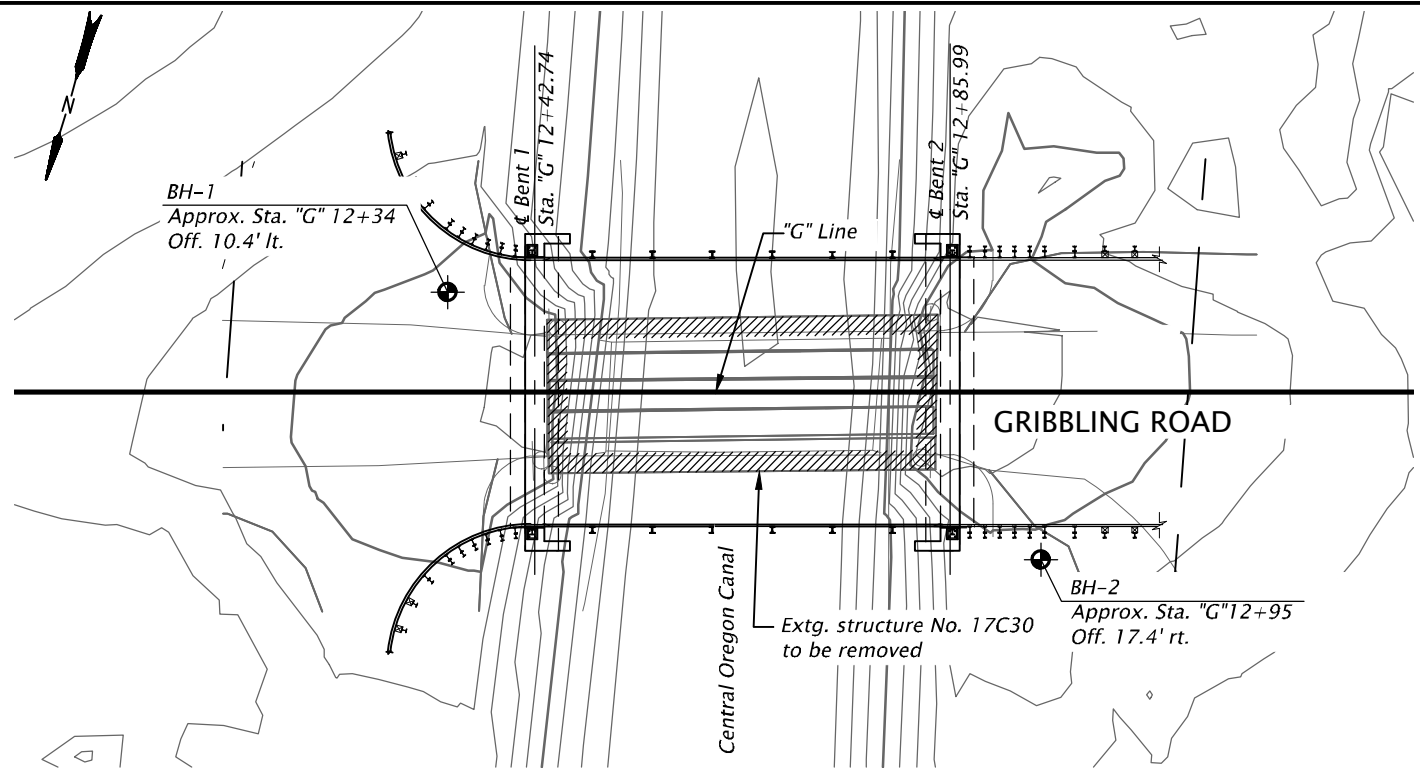 N
BH-1
Approx. Sta. "G" 12+34
Off. 10.4' lt.
℄ Bent 1
Sta. "G" 12+42.74
℄ Bent 2
Sta. "G" 12+85.99
"G" Line
GRIBBLING ROAD
Central Oregon Canal
Extg. structure No. 17C30
to be removed
BH-2
Approx. Sta. "G"12+95
Off. 17.4' rt.